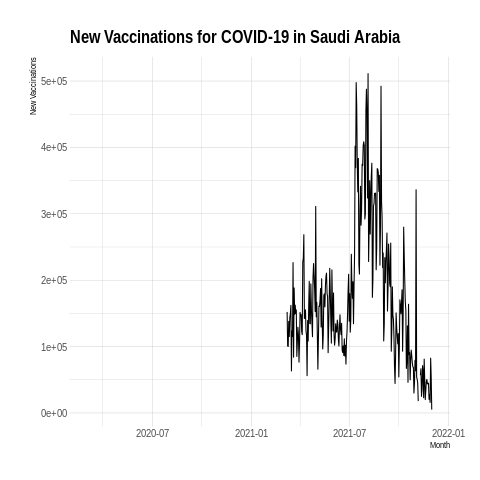 New Vaccinations for COVID-19 in Saudi Arabia
New Vaccinations
5e+05
4e+05
3e+05
2e+05
1e+05
0e+00
2020-07 2021-01 2021-07 2022-01
Month